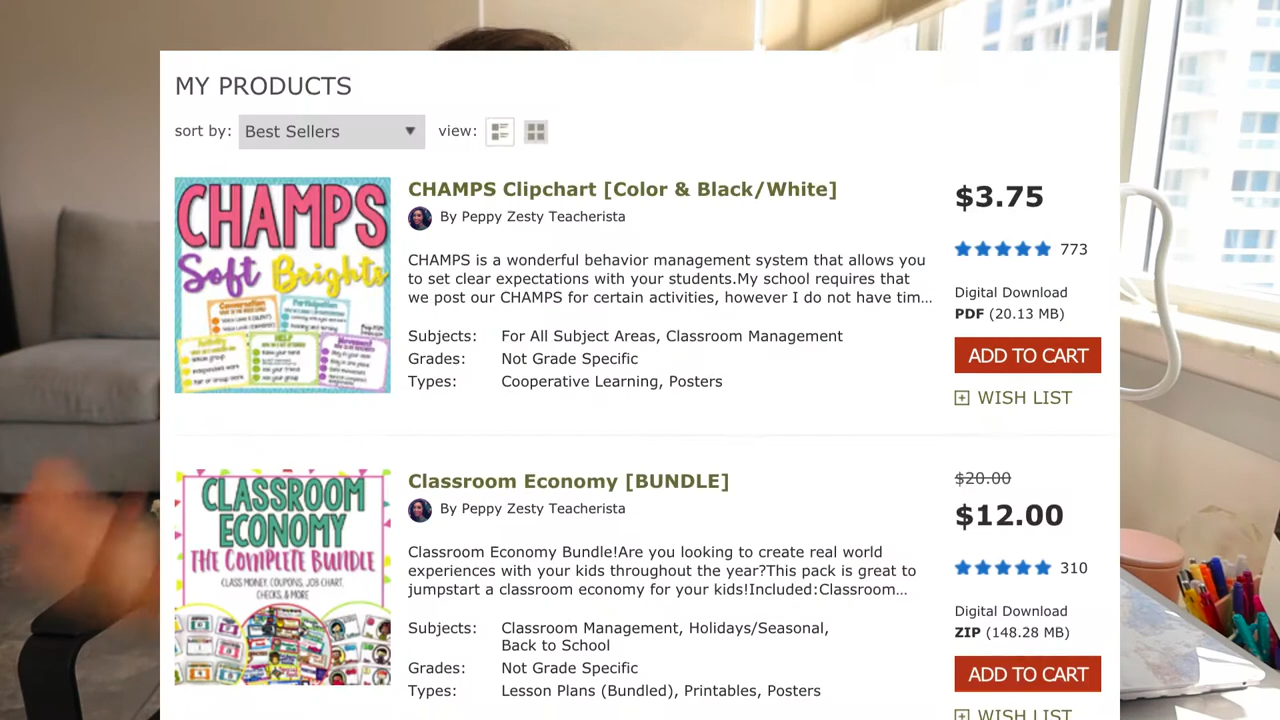 MY PRODUCTS
sort by: Best Sellers view:
CHAMPS
Soft Brights
CHAMPS Clipchart [Color & Black/White]
By Peppy Zesty Teacherista
CHAMPS is a wonderful behavior management system that allows you
to set clear expectations with your students.My school requires that
we post our CHAMPS for certain activities, however I do not have tim...
Subjects: For All Subject Areas, Classroom Management
Grades: Not Grade Specific
Types: Cooperative Learning, Posters
$3.75
773
Digital Download
PDF (20.13 MB)
ADD TO CART
WISH LIST
CLASSROOM
ECONOMY
THE COMPLETE BUNDLE
CLASS MONEY, COUPONS, JOB CHART,
CHECKS, & MORE
Classroom Economy [BUNDLE]
By Peppy Zesty Teacherista
Classroom Economy Bundle!Are you looking to create real world
experiences with your kids throughout the year?This pack is great to
jumpstart a classroom economy for your kids!Included:Classroom...
Subjects: Classroom Management, Holidays/Seasonal,
Back to School
Grades: Not Grade Specific
Types: Lesson Plans (Bundled), Printables, Posters
$20.00
$12.00
310
Digital Download
ZIP (148.28 MB)
ADD TO CART
WISH LIST